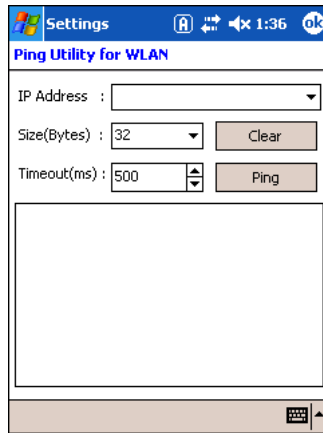 Settings A 1:36 ok
Ping Utility for WLAN
IP Address :
Size(Bytes) : 32 Clear
Timeout(ms) : 500 Ping